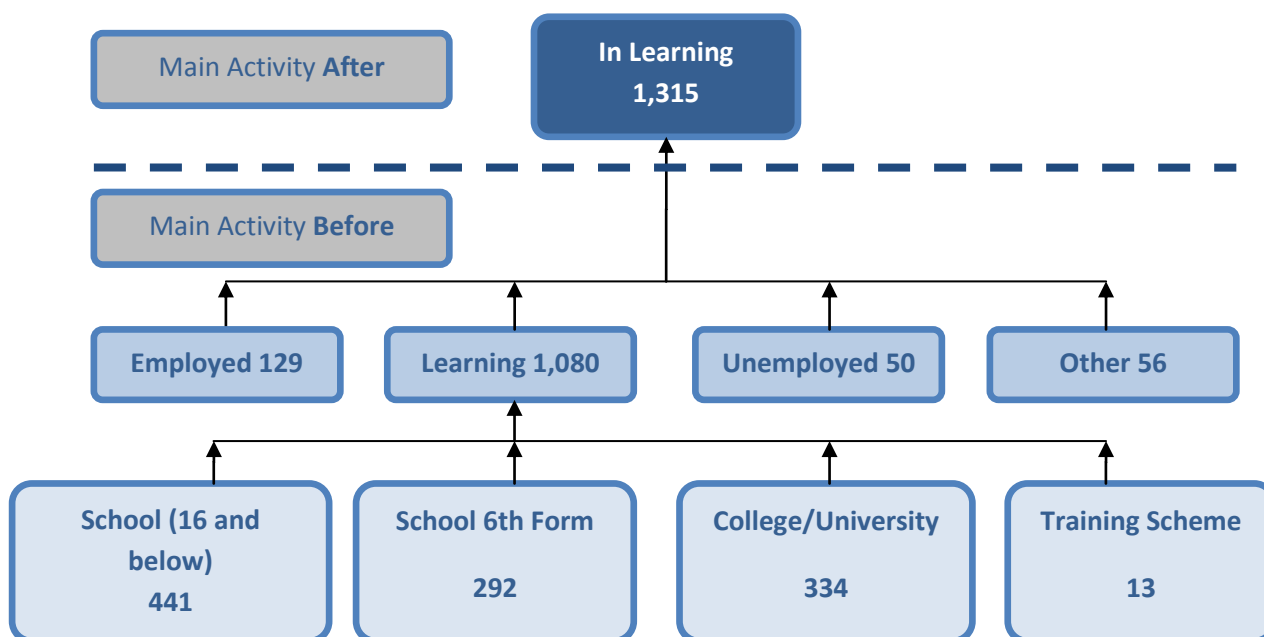 Main Activity After
In Learning
1,315
Main Activity Before
Employed 129
Learning 1,080
Unemployed 50
Other 56
School (16 and
below)
441
School 6th Form
292
College/University
334
Training Scheme
13